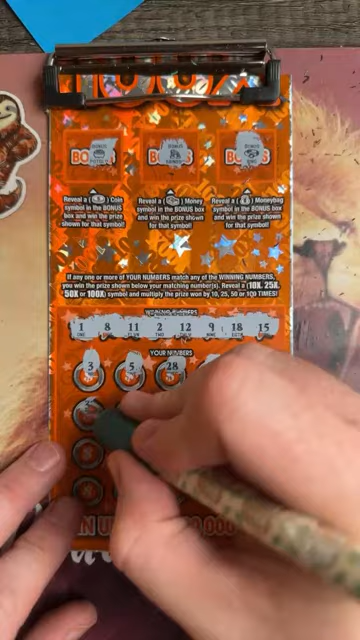 100X
BONUS BONUS BONUS
Reveal a Coin
symbol in the BONUS
box and win the prize
shown for that symbol!
Reveal a Money
symbol in the BONUS box
and win the prize shown
for that symbol!
Reveal a Moneybag
symbol in the BONUS box
and win the prize shown
for that symbol!
If any one or more of YOUR NUMBERS match any of the WINNING NUMBERS,
you win the prize shown below your matching number(s). Reveal a (10X, 25X,
50X or 100X) symbol and multiply the prize won by 10, 25, 50 or 100 TIMES!
WINNING NUMBERS
1 8 11 2 12 9 18 15
YOUR NUMBERS
3 5 28